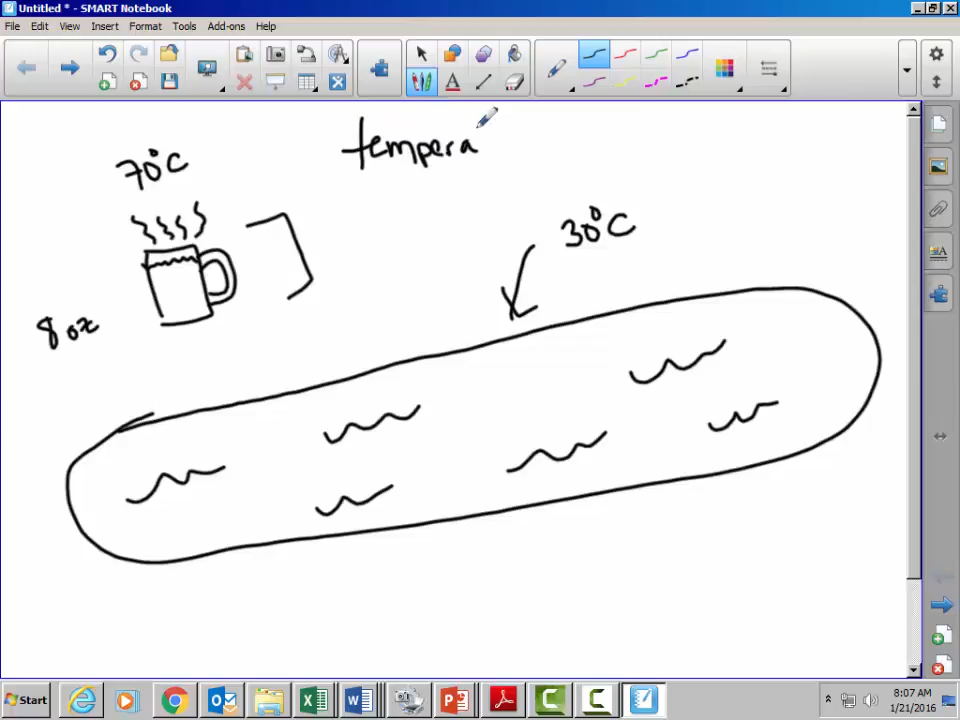 Untitled * - SMART Notebook
File Edit View Insert Format Tools Add-ons Help
tempera
70°C
30°C
8 oz
Start
8:07 AM
1/21/2016